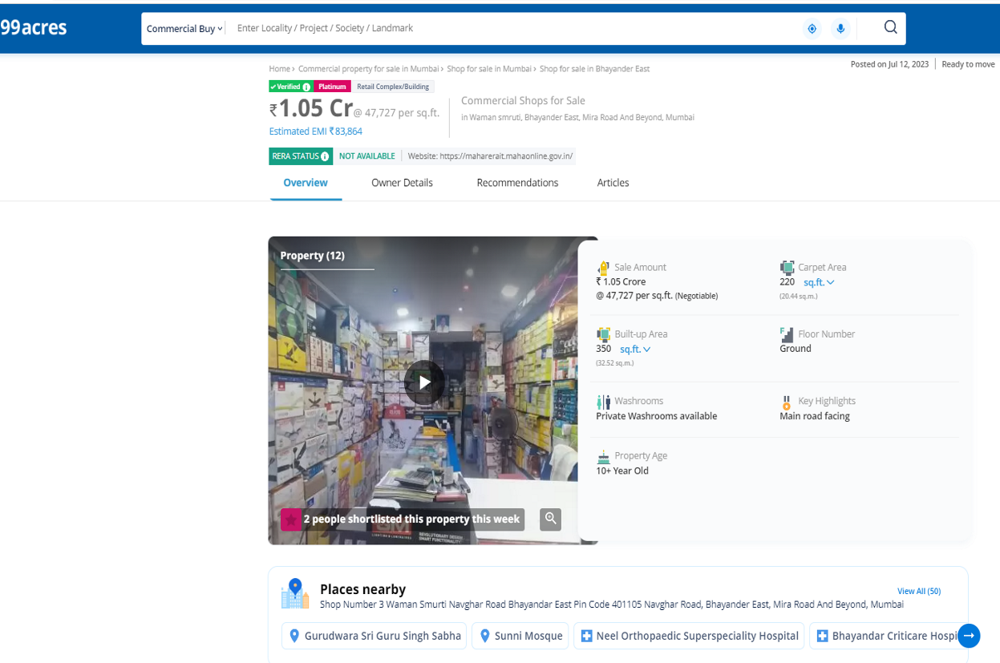 99acres
Commercial Buy
Enter Locality / Project / Society / Landmark
Home › Commercial property for sale in Mumbai › Shop for sale in Mumbai › Shop for sale in Bhayander East
Posted on Jul 12, 2023 | Ready to move
Verified Platinum Retail Complex/Building
₹1.05 Cr @ 47,727 per sq.ft.
Estimated EMI ₹83,864
Commercial Shops for Sale
in Waman smruti, Bhayander East, Mira Road And Beyond, Mumbai
RERA STATUS NOT AVAILABLE Website: https://maharerait.mahaonline.gov.in/
Overview Owner Details Recommendations Articles
Property (12)
2 people shortlisted this property this week
GM
LIGHTING & LUMINAIRES
REVOLUTIONARY DESIGN
SMART FUNCTIONALITY
Sale Amount
₹ 1.05 Crore
@ 47,727 per sq.ft. (Negotiable)
Carpet Area
220 sq.ft.
(20.44 sq.m.)
Built-up Area
350 sq.ft.
(32.52 sq.m.)
F
Floor Number
Ground
Washrooms
Private Washrooms available
Key Highlights
Main road facing
Property Age
10+ Year Old
Places nearby
View All (50)
Shop Number 3 Waman Smurti Navghar Road Bhayandar East Pin Code 401105 Navghar Road, Bhayander East, Mira Road And Beyond, Mumbai
Gurudwara Sri Guru Singh Sabha
Sunni Mosque
Neel Orthopaedic Superspeciality Hospital
Bhayandar Criticare Hospi